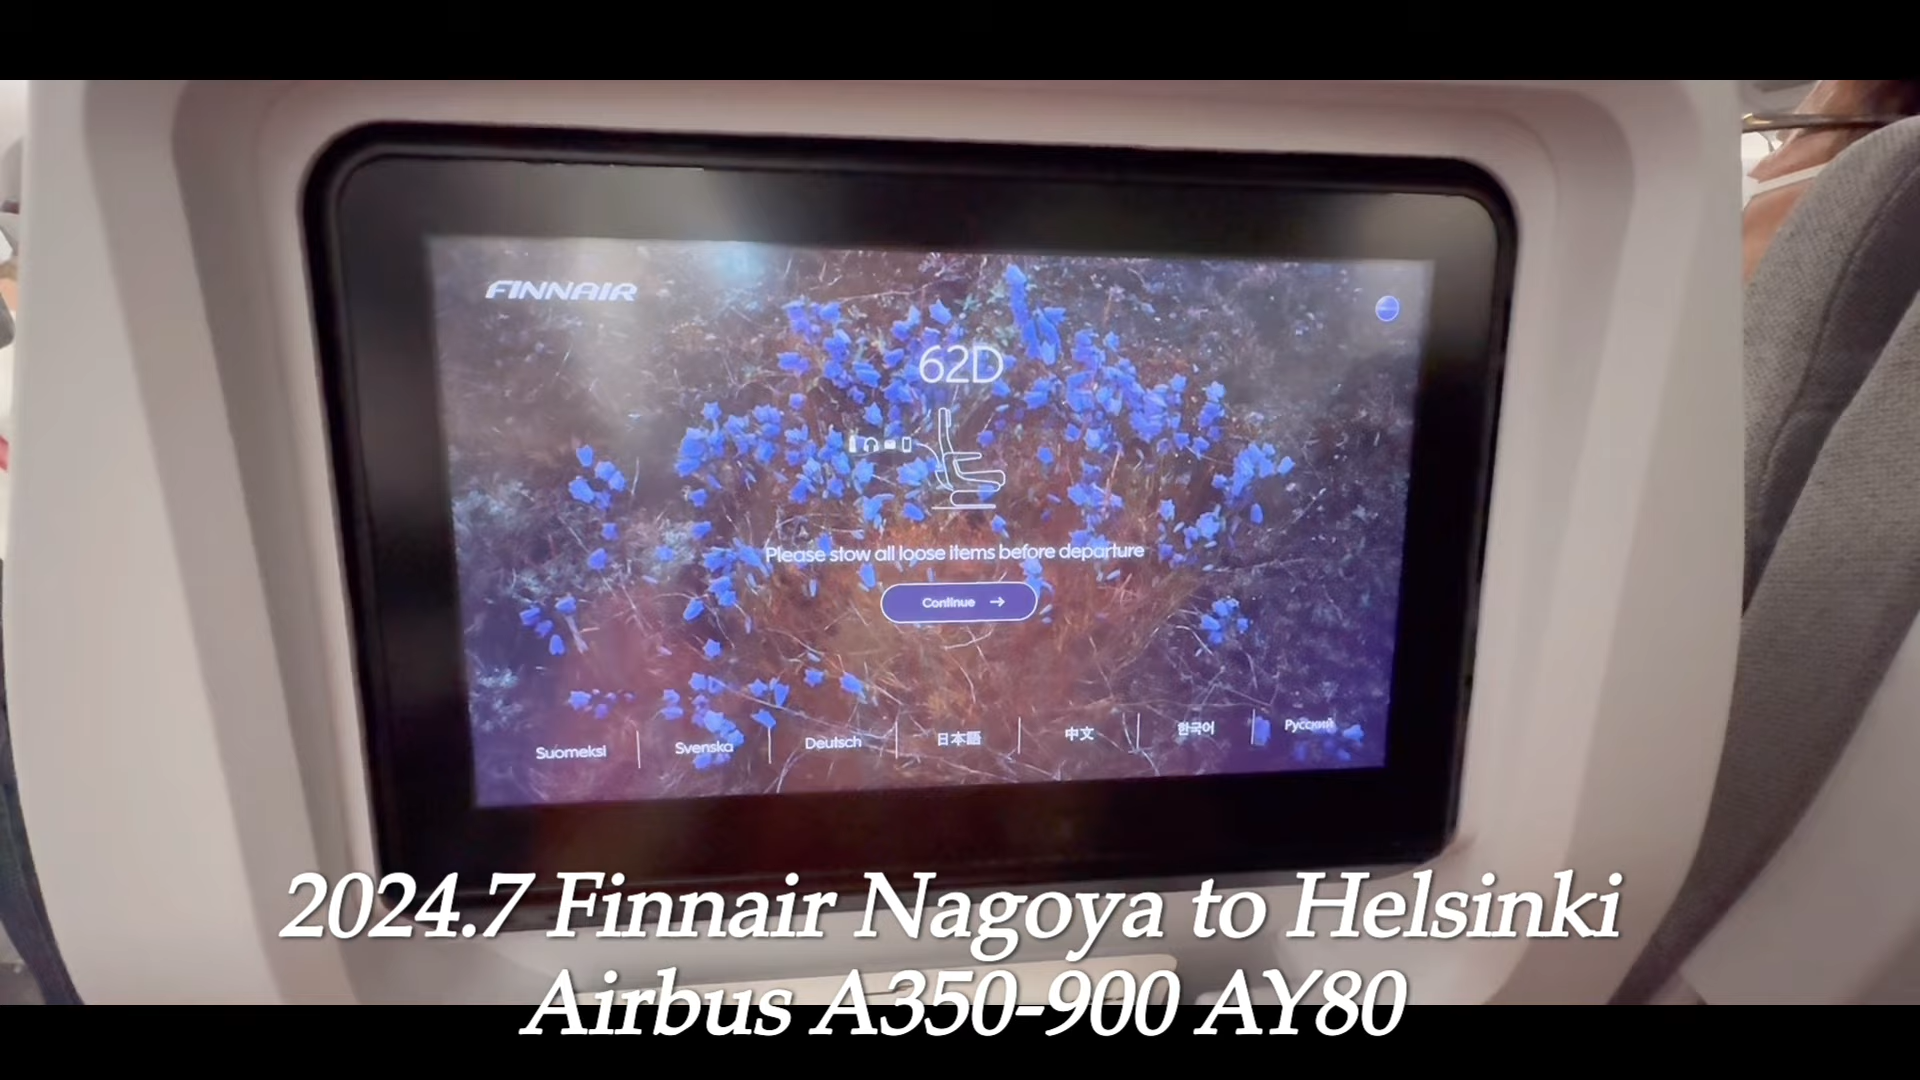 FINNAIR
62D
Please stow all loose items before departure
Continue →
Suomeksi | Svenska | Deutsch | 日本語 | 中文 | 한국어 | Русский
2024.7 Finnair Nagoya to Helsinki
Airbus A350-900 AY80